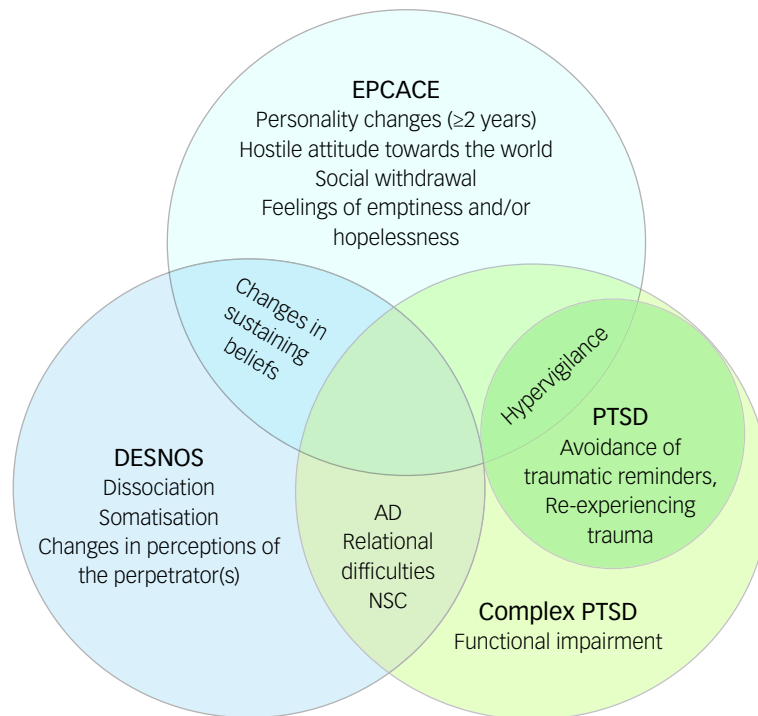 EPCACE
Personality changes (≥2 years)
Hostile attitude towards the world
Social withdrawal
Feelings of emptiness and/or
hopelessness
Changes in
sustaining
beliefs
Hypervigilance
PTSD
Avoidance of
traumatic reminders,
Re-experiencing
trauma
DESNOS
Dissociation
Somatisation
Changes in perceptions of
the perpetrator(s)
AD
Relational
difficulties
NSC
Complex PTSD
Functional impairment